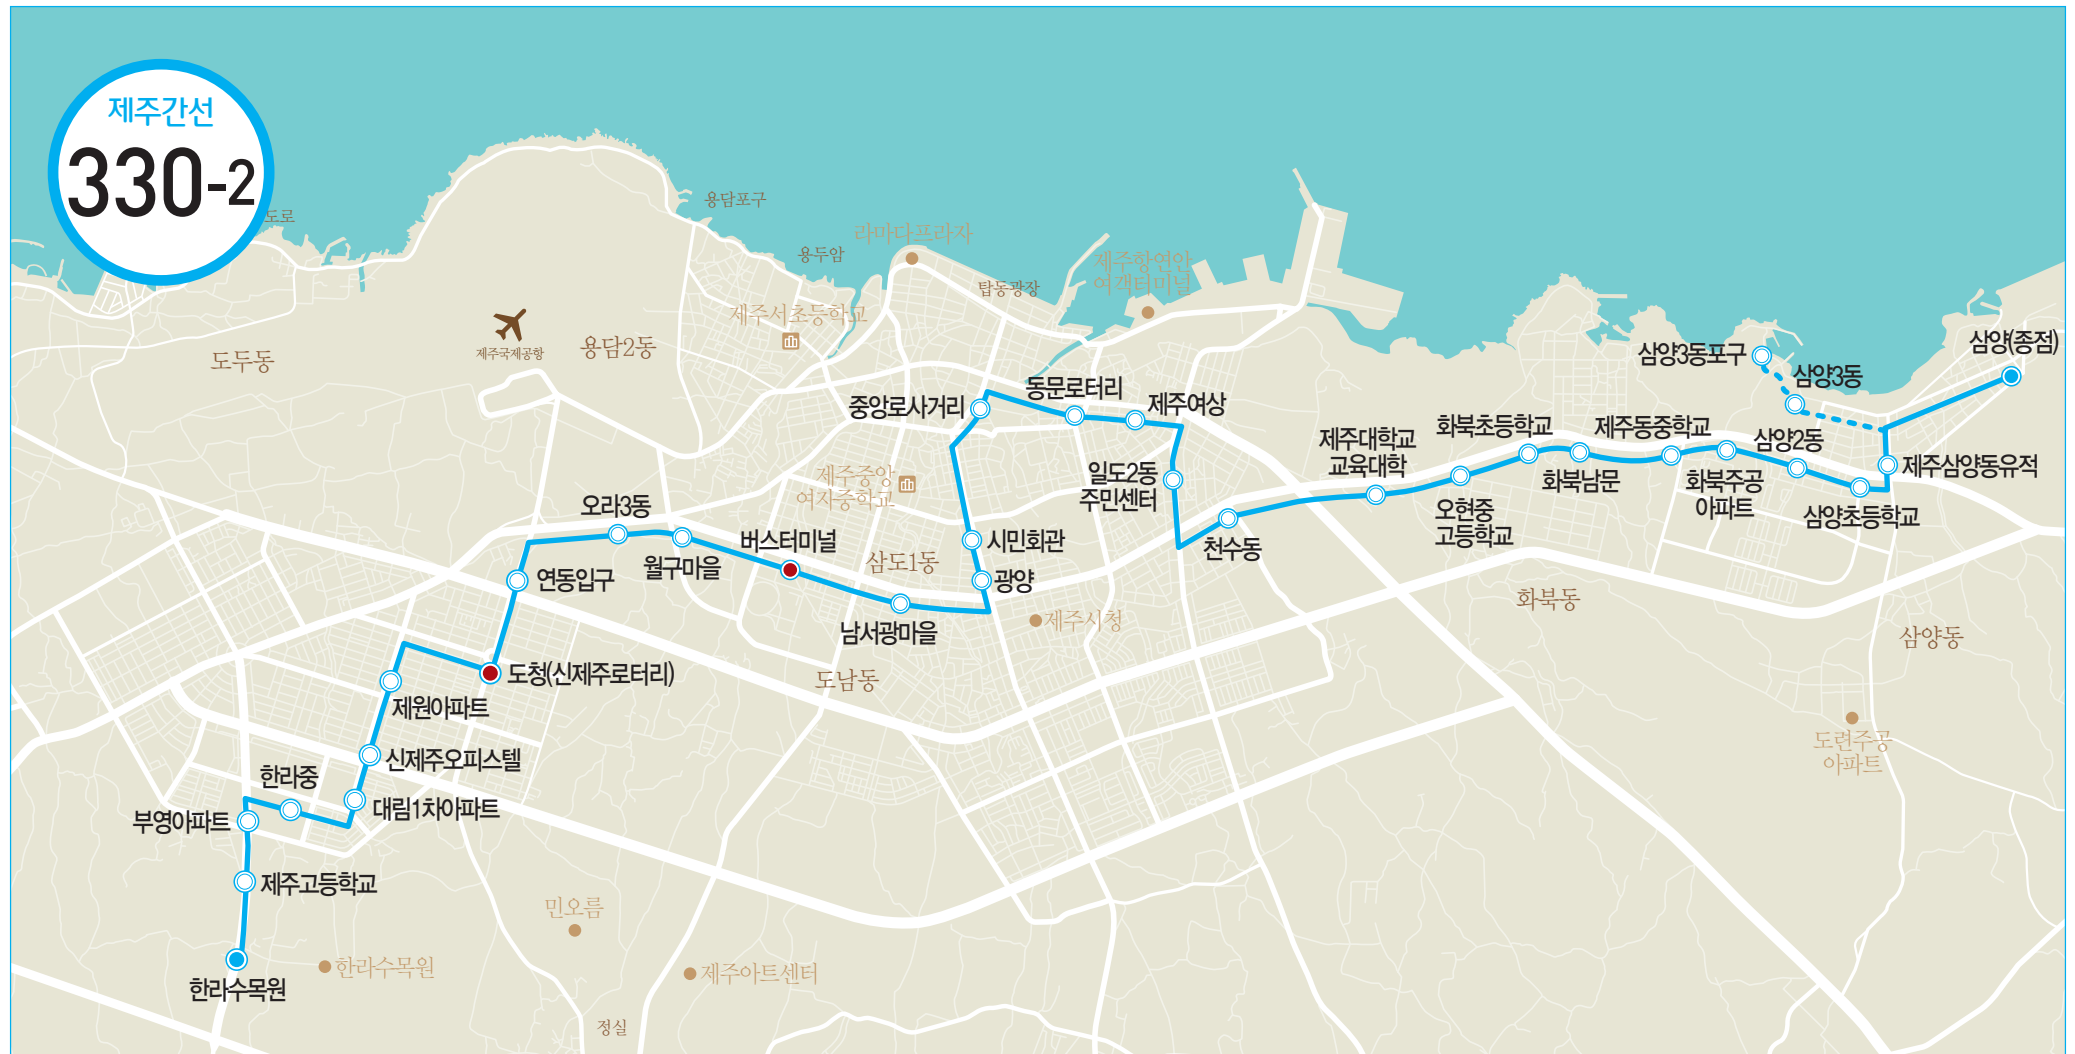 제주간선
330-2
도로
용담포구
라마다프라자
용두암
제주항연안
여객터미널
탑동광장
제주서초등학교
제주국제공항
용담2동
도두동
삼양(종점)
삼양3동포구
삼양3동
동문로터리
중앙로사거리
제주여상
화북초등학교
제주동중학교
제주대학교
교육대학
삼양2동
제주삼양동유적
일도2동
주민센터
제주중앙
여자중학교
화북남문
화북주공
아파트
오현중
고등학교
삼양초등학교
오라3동
버스터미널
시민회관
천수동
월구마을
삼도1동
연동입구
광양
화북동
제주시청
남서광마을
삼양동
도청(신제주로터리)
도남동
제원아파트
도련주공
아파트
신제주오피스텔
한라중
대림1차아파트
부영아파트
제주고등학교
민오름
한라수목원
제주아트센터
한라수목원
정실